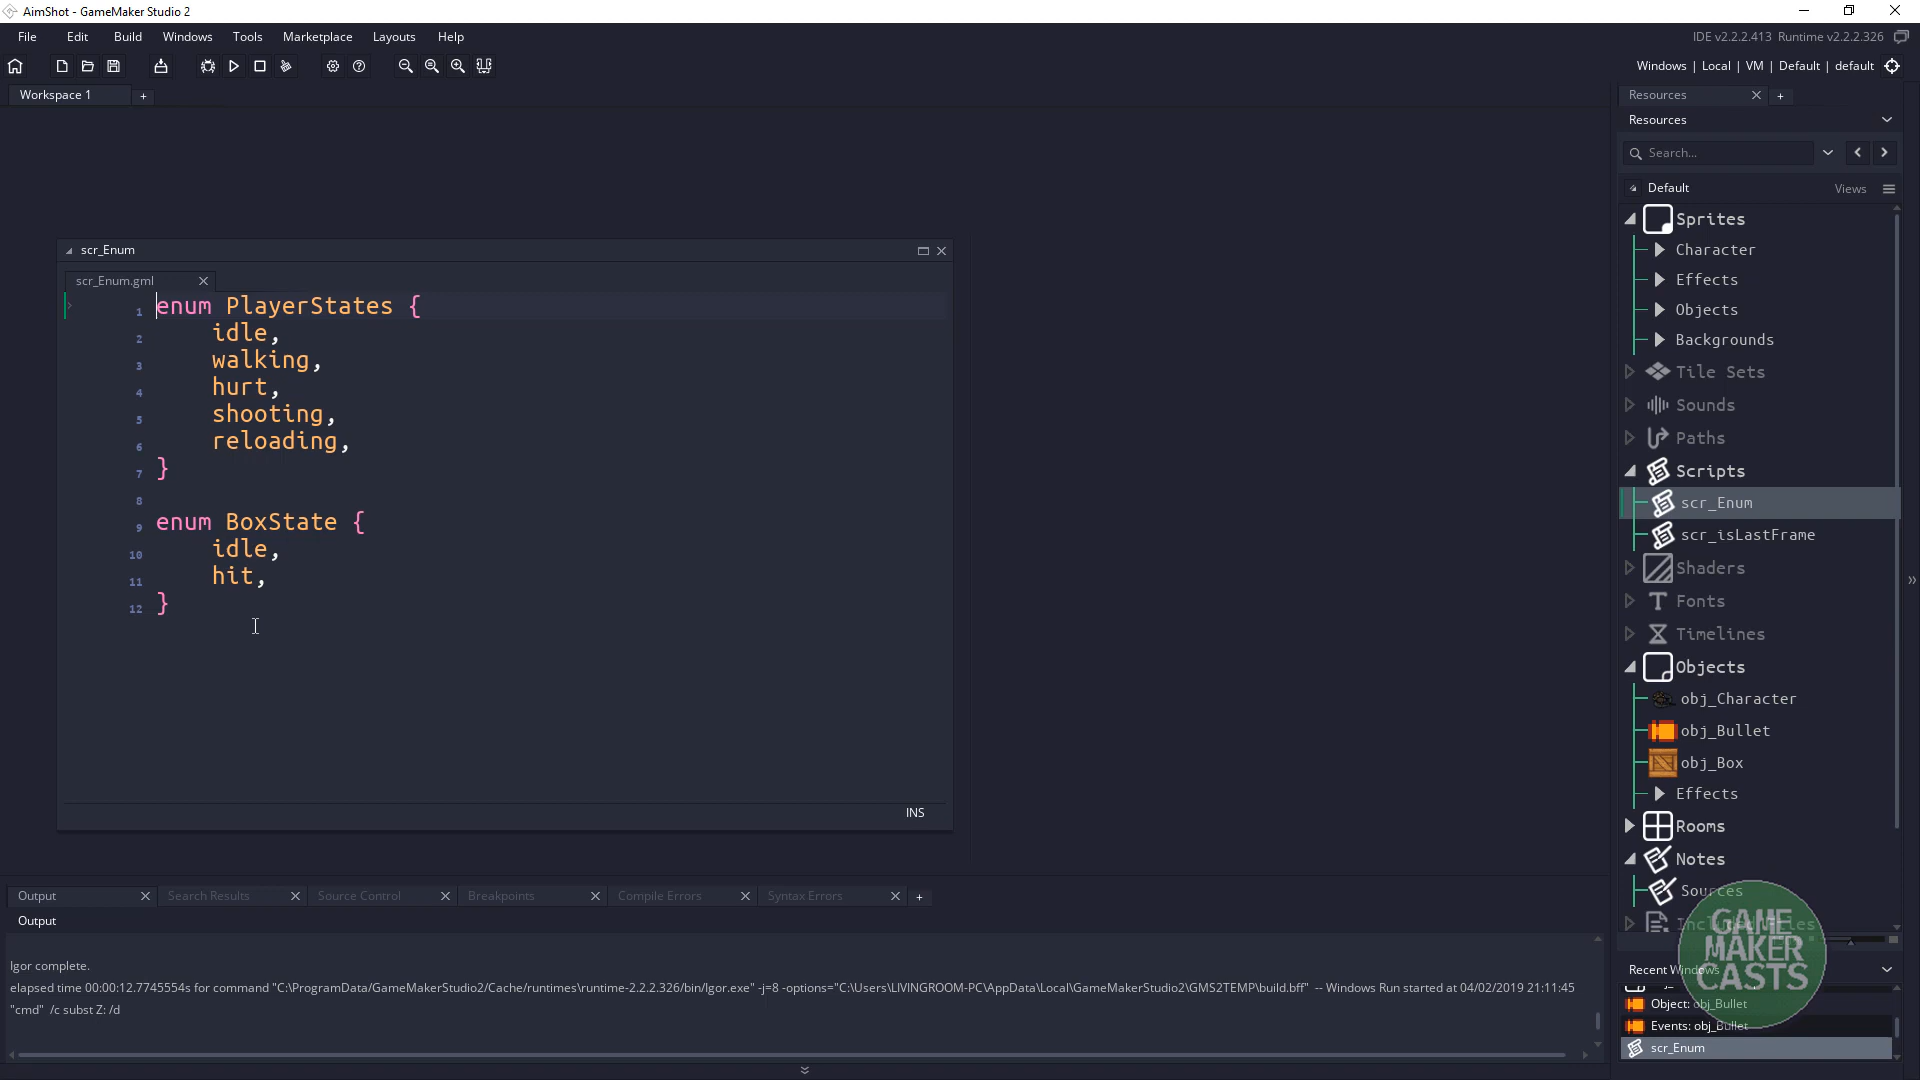 AimShot - GameMaker Studio 2
File Edit Build Windows Tools Marketplace Layouts Help
IDE v2.2.2.413 Runtime v2.2.2.326
Windows | Local | VM | Default | default
Workspace 1
Resources
Resources
Search...
Default Views
Sprites
Character
Effects
Objects
Backgrounds
Tile Sets
Sounds
Paths
Scripts
scr_Enum
scr_isLastFrame
Shaders
Fonts
Timelines
Objects
obj_Character
obj_Bullet
obj_Box
Effects
Rooms
Notes
Sources
Included Files
Recent Windows
Object: obj_Bullet
Events: obj_Bullet
scr_Enum
GAME
MAKER
CASTS
scr_Enum
scr_Enum.gml
1 enum PlayerStates {
2 idle,
3 walking,
4 hurt,
5 shooting,
6 reloading,
7 }
8
9 enum BoxState {
10 idle,
11 hit,
12 }
INS
Output Search Results Source Control Breakpoints Compile Errors Syntax Errors
Output
Igor complete.
elapsed time 00:00:12.7745554s for command "C:\ProgramData/GameMakerStudio2/Cache/runtimes\runtime-2.2.2.326/bin/Igor.exe" -j=8 -options="C:\Users\LIVINGROOM-PC\AppData\Local\GameMakerStudio2\GMS2TEMP\build.bff" -- Windows Run started at 04/02/2019 21:11:45
"cmd" /c subst Z: /d